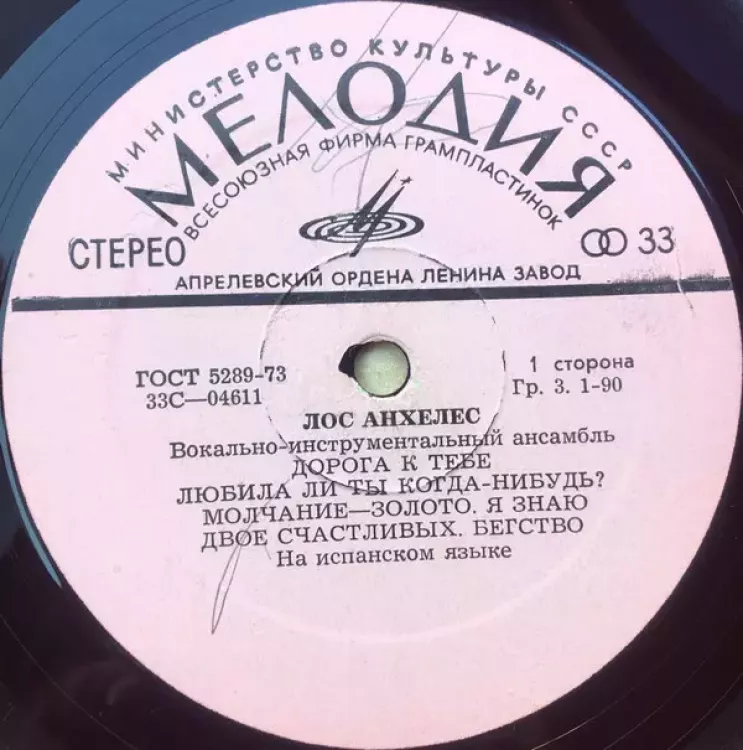 МИНИСТЕРСТВО КУЛЬТУРЫ СССР
МЕЛОДИЯ
ВСЕСОЮЗНАЯ ФИРМА ГРАМПЛАСТИНОК
СТЕРЕО
33
АПРЕЛЕВСКИЙ ОРДЕНА ЛЕНИНА ЗАВОД
ГОСТ 5289-73
33С—04611
1 сторона
Гр. 3. 1-90
ЛОС АНХЕЛЕС
Вокально-инструментальный ансамбль
ДОРОГА К ТЕБЕ
ЛЮБИЛА ЛИ ТЫ КОГДА-НИБУДЬ?
МОЛЧАНИЕ—ЗОЛОТО. Я ЗНАЮ
ДВОЕ СЧАСТЛИВЫХ. БЕГСТВО
На испанском языке